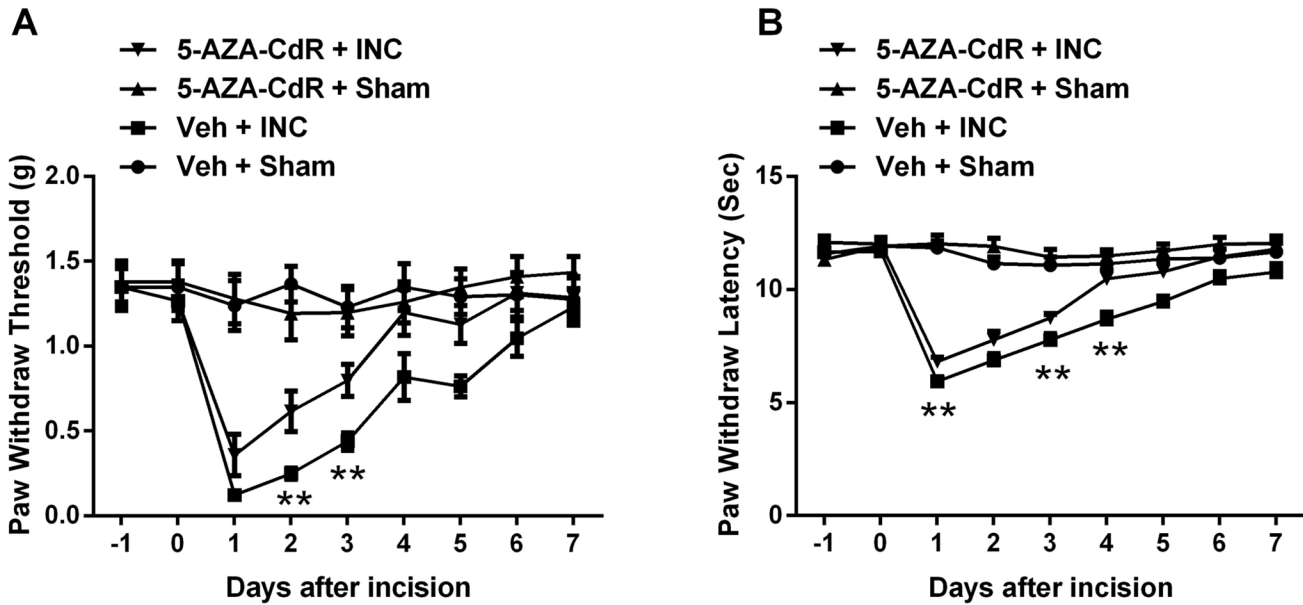 A
5-AZA-CdR + INC
5-AZA-CdR + Sham
Veh + INC
Veh + Sham
Paw Withdraw Threshold (g)
2.0
1.5
1.0
0.5
0.0
**
**
-1 0 1 2 3 4 5 6 7
Days after incision
B
5-AZA-CdR + INC
5-AZA-CdR + Sham
Veh + INC
Veh + Sham
Paw Withdraw Latency (Sec)
15
10
5
0
**
**
**
-1 0 1 2 3 4 5 6 7
Days after incision